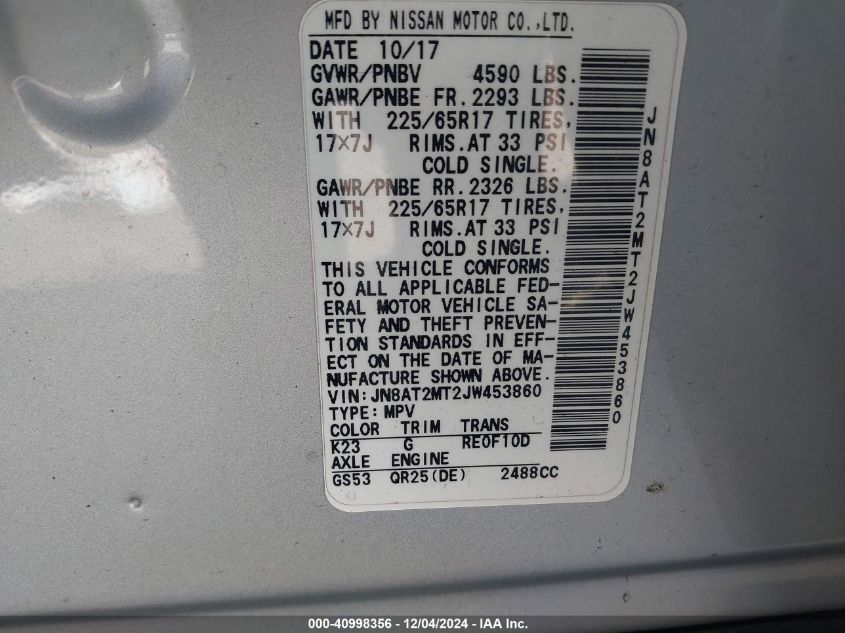 MFD BY NISSAN MOTOR CO.,LTD.
DATE 10/17
GVWR/PNBV 4590 LBS.
GAWR/PNBE FR. 2293 LBS.
WITH 225/65R17 TIRES,
17×7J RIMS. AT 33 PSI
COLD SINGLE.
GAWR/PNBE RR. 2326 LBS.
WITH 225/65R17 TIRES,
17×7J RIMS. AT 33 PSI
COLD SINGLE.
THIS VEHICLE CONFORMS
TO ALL APPLICABLE FED-
ERAL MOTOR VEHICLE SA-
FETY AND THEFT PREVEN-
TION STANDARDS IN EFF-
ECT ON THE DATE OF MA-
NUFACTURE SHOWN ABOVE.
VIN: JN8AT2MT2JW453860
TYPE: MPV
COLOR TRIM TRANS
K23 G RE0F10D
AXLE ENGINE
GS53 QR25(DE) 2488CC
JN8AT2MT2JW453860
000-40998356 - 12/04/2024 - IAA Inc.